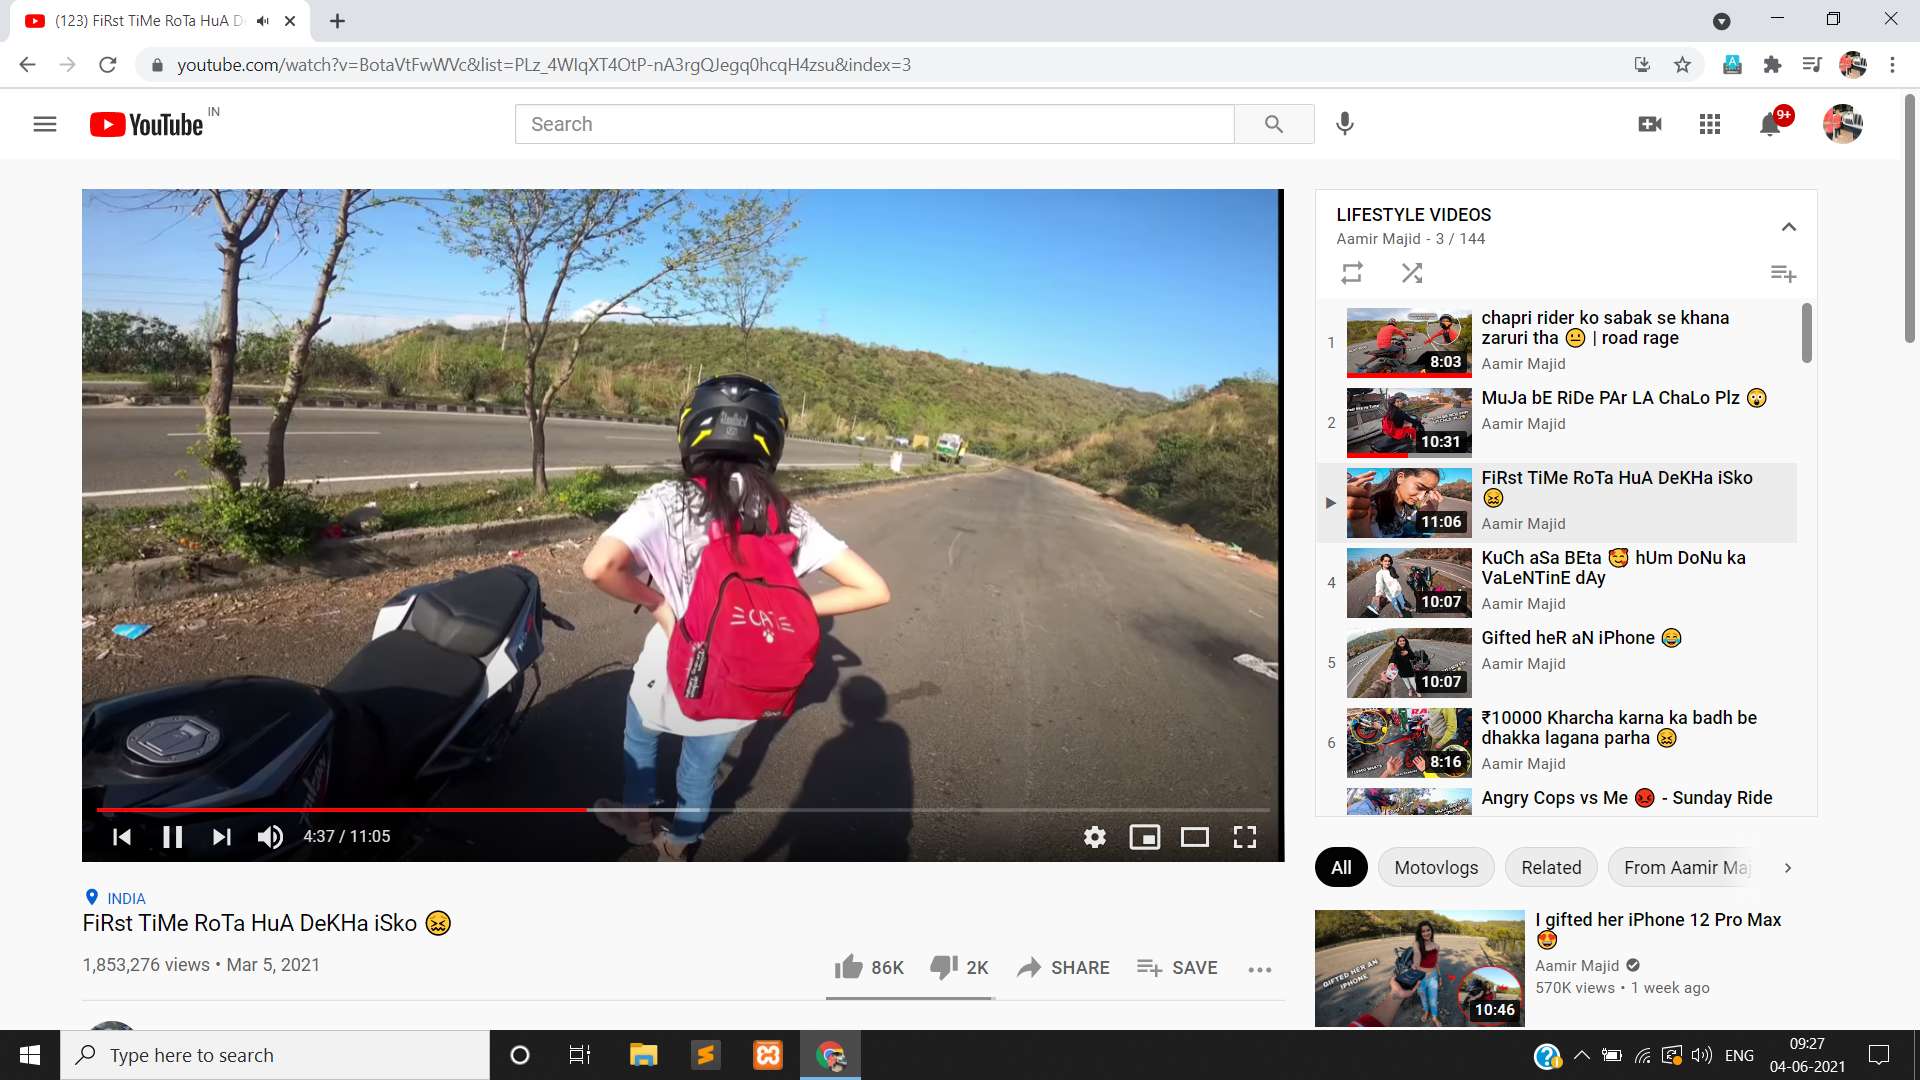 (123) FiRst TiMe RoTa HuA De
youtube.com/watch?v=BotaVtFwWVc&list=PLz_4WlqXT4OtP-nA3rgQJegq0hcqH4zsu&index=3
YouTube IN
Search
9+
CAT
4:37 / 11:05
INDIA
FiRst TiMe RoTa HuA DeKHa iSko 😖
1,853,276 views • Mar 5, 2021
86K
2K
SHARE
SAVE
LIFESTYLE VIDEOS
Aamir Majid - 3 / 144
1
8:03
chapri rider ko sabak se khana
zaruri tha 😐 | road rage
Aamir Majid
2
10:31
MuJa bE RiDe PAr LA ChaLo Plz 😲
Aamir Majid
11:06
FiRst TiMe RoTa HuA DeKHa iSko
😖
Aamir Majid
4
10:07
KuCh aSa BEta 🥰 hUm DoNu ka
VaLeNTinE dAy
Aamir Majid
5
10:07
Gifted heR aN iPhone 😂
Aamir Majid
6
8:16
₹10000 Kharcha karna ka badh be
dhakka lagana parha 😖
Aamir Majid
Angry Cops vs Me 😡 - Sunday Ride
All
Motovlogs
Related
From Aamir Maj
GIFTED HER AN
IPHONE
10:46
I gifted her iPhone 12 Pro Max
😍
Aamir Majid
570K views • 1 week ago
Type here to search
ENG
09:27
04-06-2021